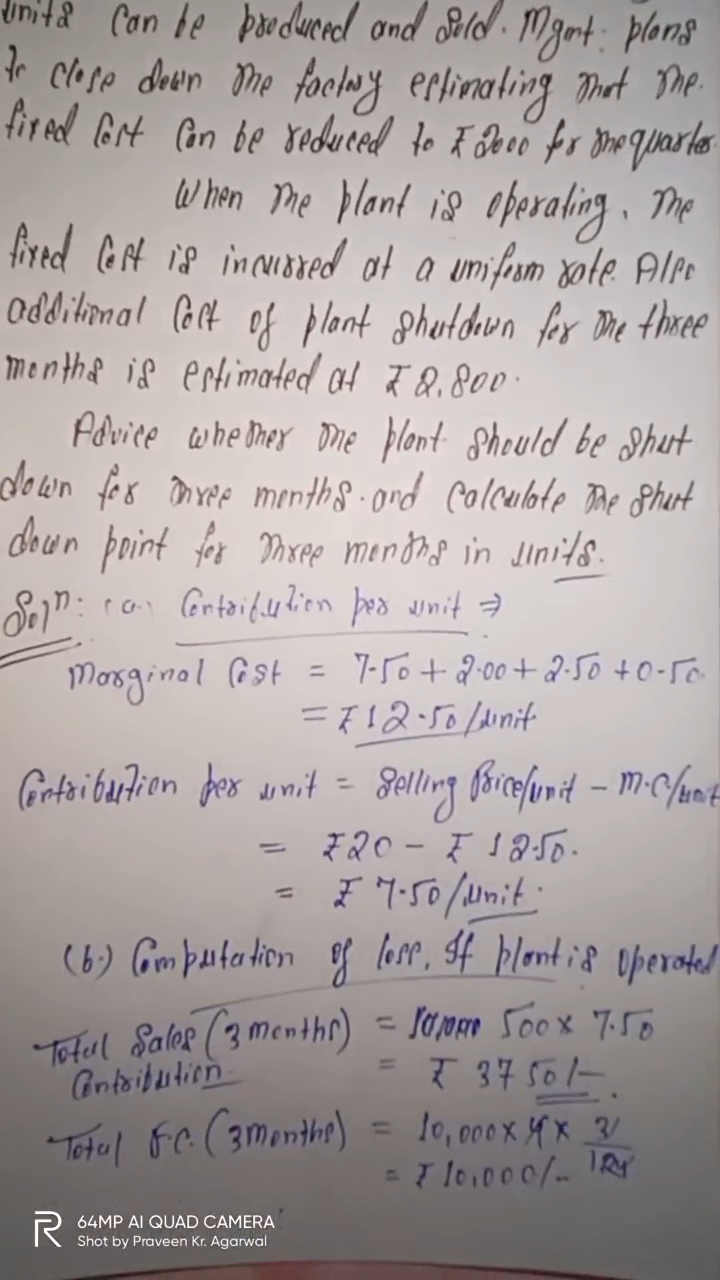 units can be produced and sold. Mgmt: plans
to close down the factory estimating that the
fixed Cost Can be reduced to ₹2000 for the quarter
When the plant is operating, the
fixed Cost is incurred at a uniform rate. Also
additional Cost of plant shutdown for the three
months is estimated at ₹2,800.
Advice whether the plant should be shut
down for three months and Calculate the shut
down point for three months in units.
Solⁿ: (a) Contribution per unit ⇒
Marginal Cost = 7.50 + 2.00 + 2.50 + 0.50
= ₹12.50/unit
Contribution per unit = Selling Price/unit - M.C/unit
= ₹20 - ₹12.50.
= ₹7.50/unit.
(b.) Computation of loss, If plant is operated
Total Sales (3 months) = 500 x 7.50
Contribution = ₹3750/-
Total F.C. (3 months) = 10,000 x 4 x 3/12
= ₹10,000/-
64MP AI QUAD CAMERA
Shot by Praveen Kr. Agarwal